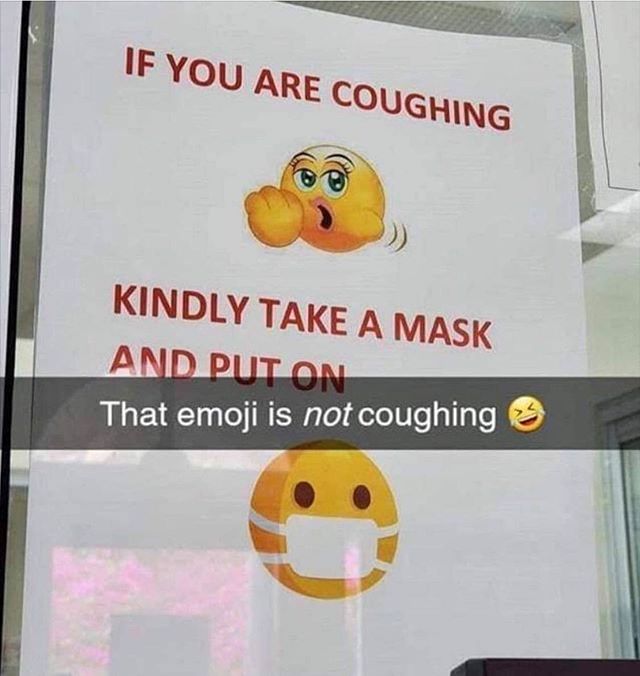 IF YOU ARE COUGHING
KINDLY TAKE A MASK
AND PUT ON
That emoji is not coughing 🤣